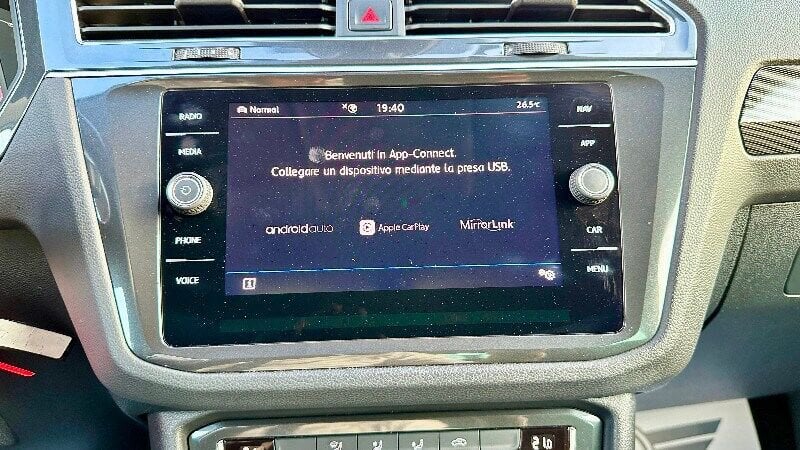 RADIO
MEDIA
PHONE
VOICE
Normal 19:40 26.5°C
Benvenuti in App-Connect.
Collegare un dispositivo mediante la presa USB.
androidauto Apple CarPlay MirrorLink
NAV
APP
CAR
MENU